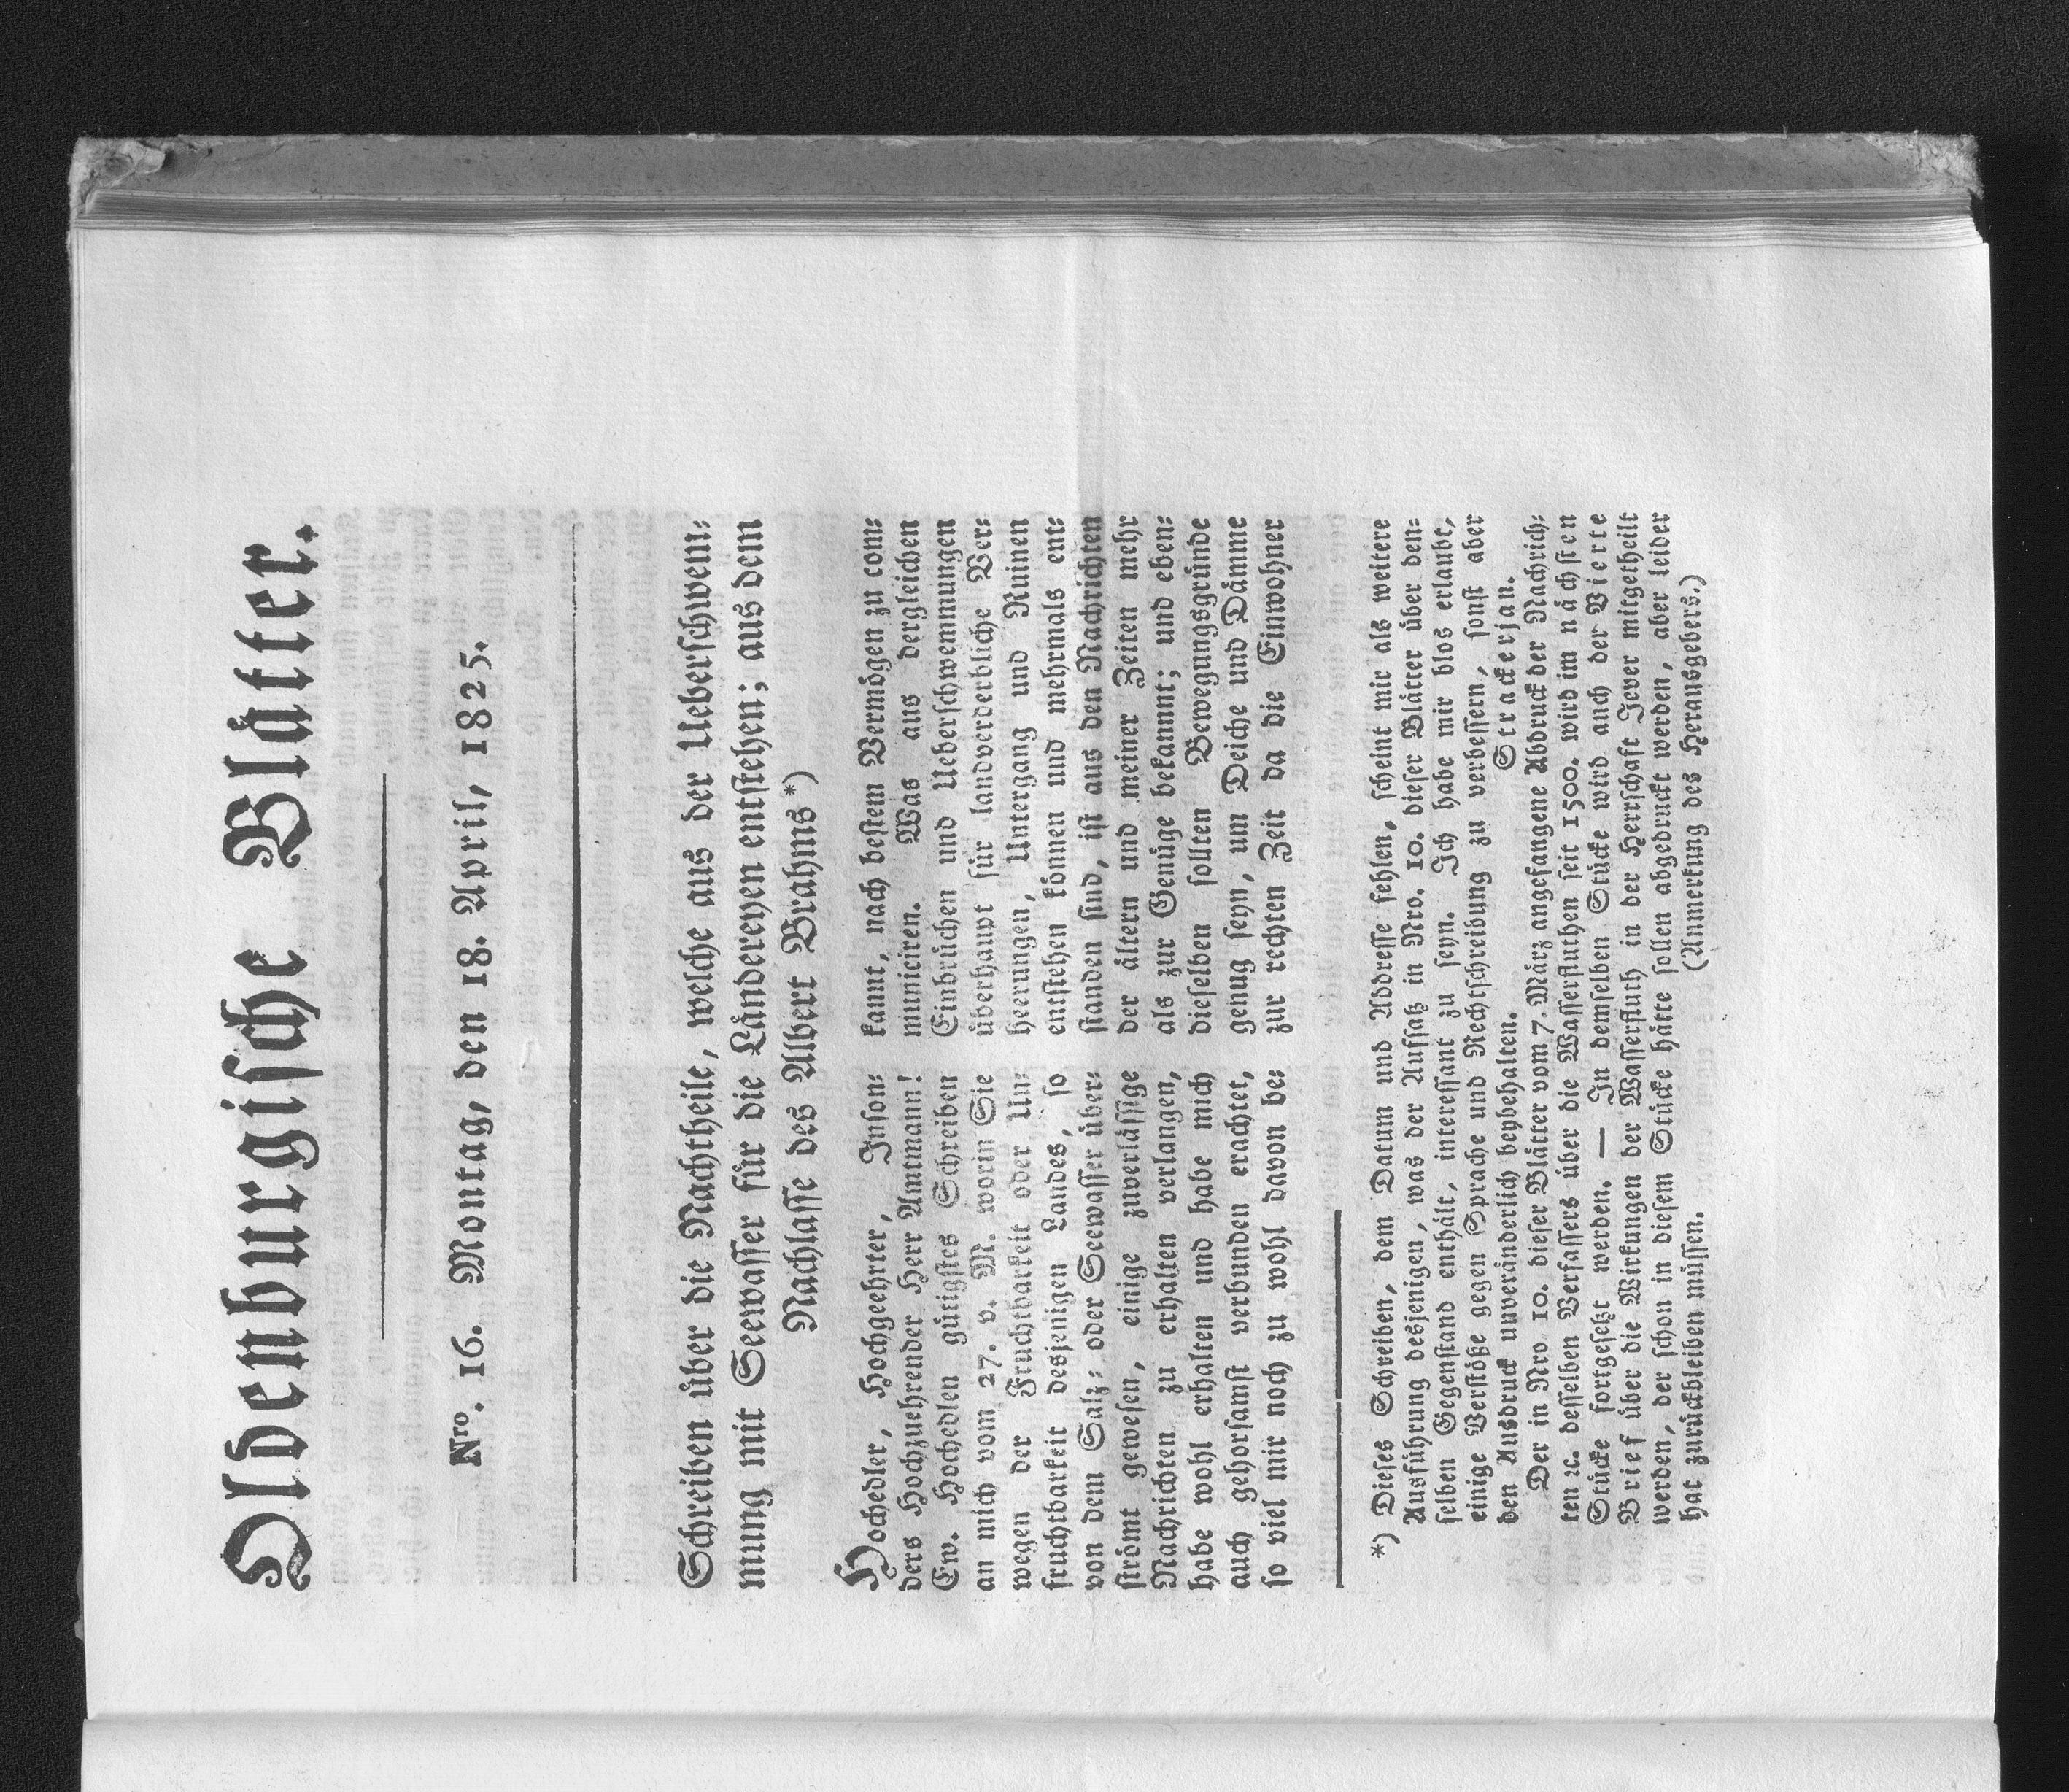 Oldenburgische Blätter.
Nro. 16. Montag, den 18. April, 1825.
Schreiben über die Nachtheile, welche aus der Ueberschwem-
mung mit Seewasser für die Ländereyen entstehen; aus dem
Nachlasse des Albert Brahms*)
Hochedler, Hochgeehrter, Inson-
ders Hochzuehrender Herr Amtmann!
Ew. Hochedlen gütigstes Schreiben
an mich vom 27. v. M. worin Sie
wegen der Fruchtbarkeit oder Un-
fruchtbarkeit desjenigen Landes, so
von dem Salz- oder Seewasser über-
strömt gewesen, einige zuverlässige
Nachrichten zu erhalten verlangen,
habe wohl erhalten und habe mich
auch gehorsamst verbunden erachtet,
so viel mir noch zu wohl davon be-
kannt, nach bestem Vermögen zu com-
municiren. Was aus dergleichen
Einbrüchen und Ueberschwemmungen
überhaupt für landverderbliche Ver-
heerungen, Untergang und Ruinen
entstehen können und mehrmals ent-
standen sind, ist aus den Nachrichten
der ältern und meiner Zeiten mehr
als zur Genüge bekannt; und eben-
dieselben sollten Bewegungsgründe
genug seyn, um Deiche und Dämme
zur rechten Zeit da die Einwohner
*) Dieses Schreiben, dem Datum und Addresse fehlen, scheint mir als weitere
Ausführung desjenigen, was der Aufsatz in Nro. 10. dieser Blätter über den-
selben Gegenstand enthält, interessant zu seyn. Ich habe mir blos erlaubt,
einige Verstöße gegen Sprache und Rechtschreibung zu verbessern, sonst aber
den Ausdruck unveränderlich beybehalten. Strackerjan.
Der in Nro 10. dieser Blätter vom 7. März angefangene Abdruck der Nachrich-
ten ꝛc. desselben Verfassers über die Wasserfluthen seit 1500. wird im nächsten
Stücke fortgesetzt werden. — In demselben Stücke wird auch der Vierte
Brief über die Wirkungen der Wasserfluth in der Herrschaft Jever mitgetheilt
werden, der schon in diesem Stücke hätte sollen abgedruckt werden, aber leider
hat zurückbleiben müssen. (Anmerkung des Herausgebers.)